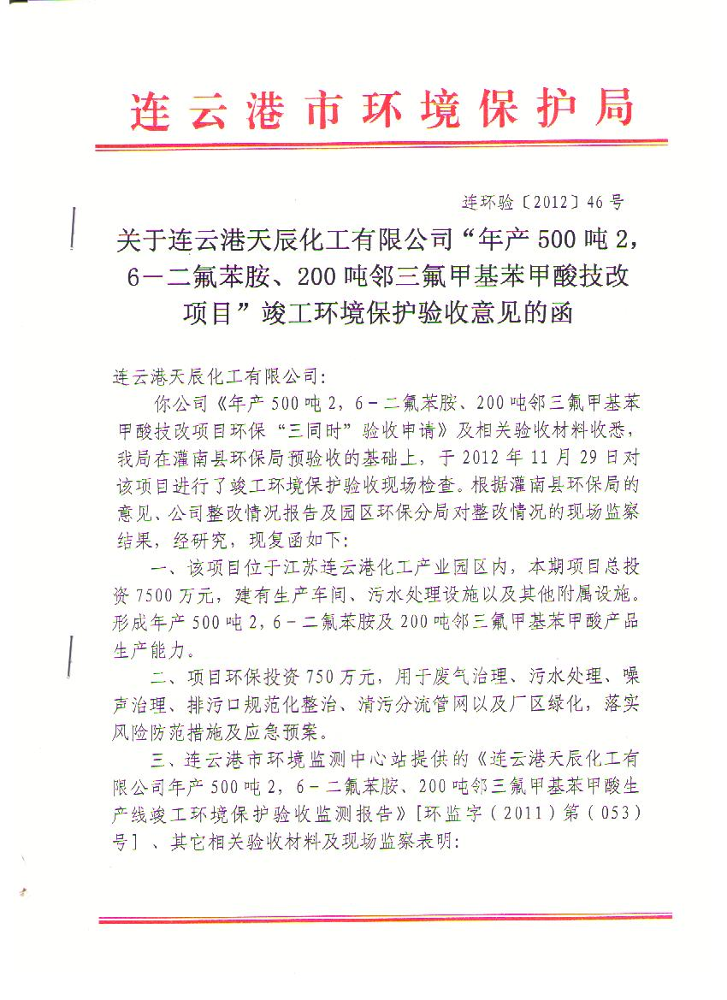 连云港市环境保护局
连环验〔2012〕46号
关于连云港天辰化工有限公司“年产500吨2，
6－二氟苯胺、200吨邻三氟甲基苯甲酸技改
项目”竣工环境保护验收意见的函
连云港天辰化工有限公司：
你公司《年产500吨2，6－二氟苯胺、200吨邻三氟甲基苯
甲酸技改项目环保“三同时”验收申请》及相关验收材料收悉，
我局在灌南县环保局预验收的基础上，于2012年11月29日对
该项目进行了竣工环境保护验收现场检查。根据灌南县环保局的
意见、公司整改情况报告及园区环保分局对整改情况的现场监察
结果，经研究，现复函如下：
一、该项目位于江苏连云港化工产业园区内，本期项目总投
资7500万元，建有生产车间、污水处理设施以及其他附属设施。
形成年产500吨2，6－二氟苯胺及200吨邻三氟甲基苯甲酸产品
生产能力。
二、项目环保投资750万元，用于废气治理、污水处理、噪
声治理、排污口规范化整治、清污分流管网以及厂区绿化，落实
风险防范措施及应急预案。
三、连云港市环境监测中心站提供的《连云港天辰化工有
限公司年产500吨2，6－二氟苯胺、200吨邻三氟甲基苯甲酸生
产线竣工环境保护验收监测报告》[环监字（2011）第（053）
号]、其它相关验收材料及现场监察表明：